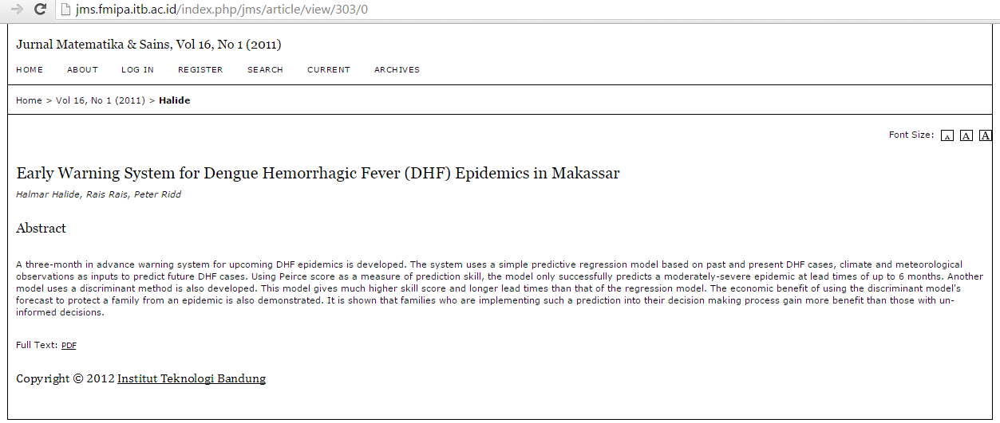 jms.fmipa.itb.ac.id/index.php/jms/article/view/303/0
Jurnal Matematika & Sains, Vol 16, No 1 (2011)
HOME ABOUT LOG IN REGISTER SEARCH CURRENT ARCHIVES
Home > Vol 16, No 1 (2011) > Halide
Font Size: A A A
Early Warning System for Dengue Hemorrhagic Fever (DHF) Epidemics in Makassar
Halmar Halide, Rais Rais, Peter Ridd
Abstract
A three-month in advance warning system for upcoming DHF epidemics is developed. The system uses a simple predictive regression model based on past and present DHF cases, climate and meteorological
observations as inputs to predict future DHF cases. Using Peirce score as a measure of prediction skill, the model only successfully predicts a moderately-severe epidemic at lead times of up to 6 months. Another
model uses a discriminant method is also developed. This model gives much higher skill score and longer lead times than that of the regression model. The economic benefit of using the discriminant model's
forecast to protect a family from an epidemic is also demonstrated. It is shown that families who are implementing such a prediction into their decision making process gain more benefit than those with un-
informed decisions.
Full Text: PDF
Copyright © 2012 Institut Teknologi Bandung